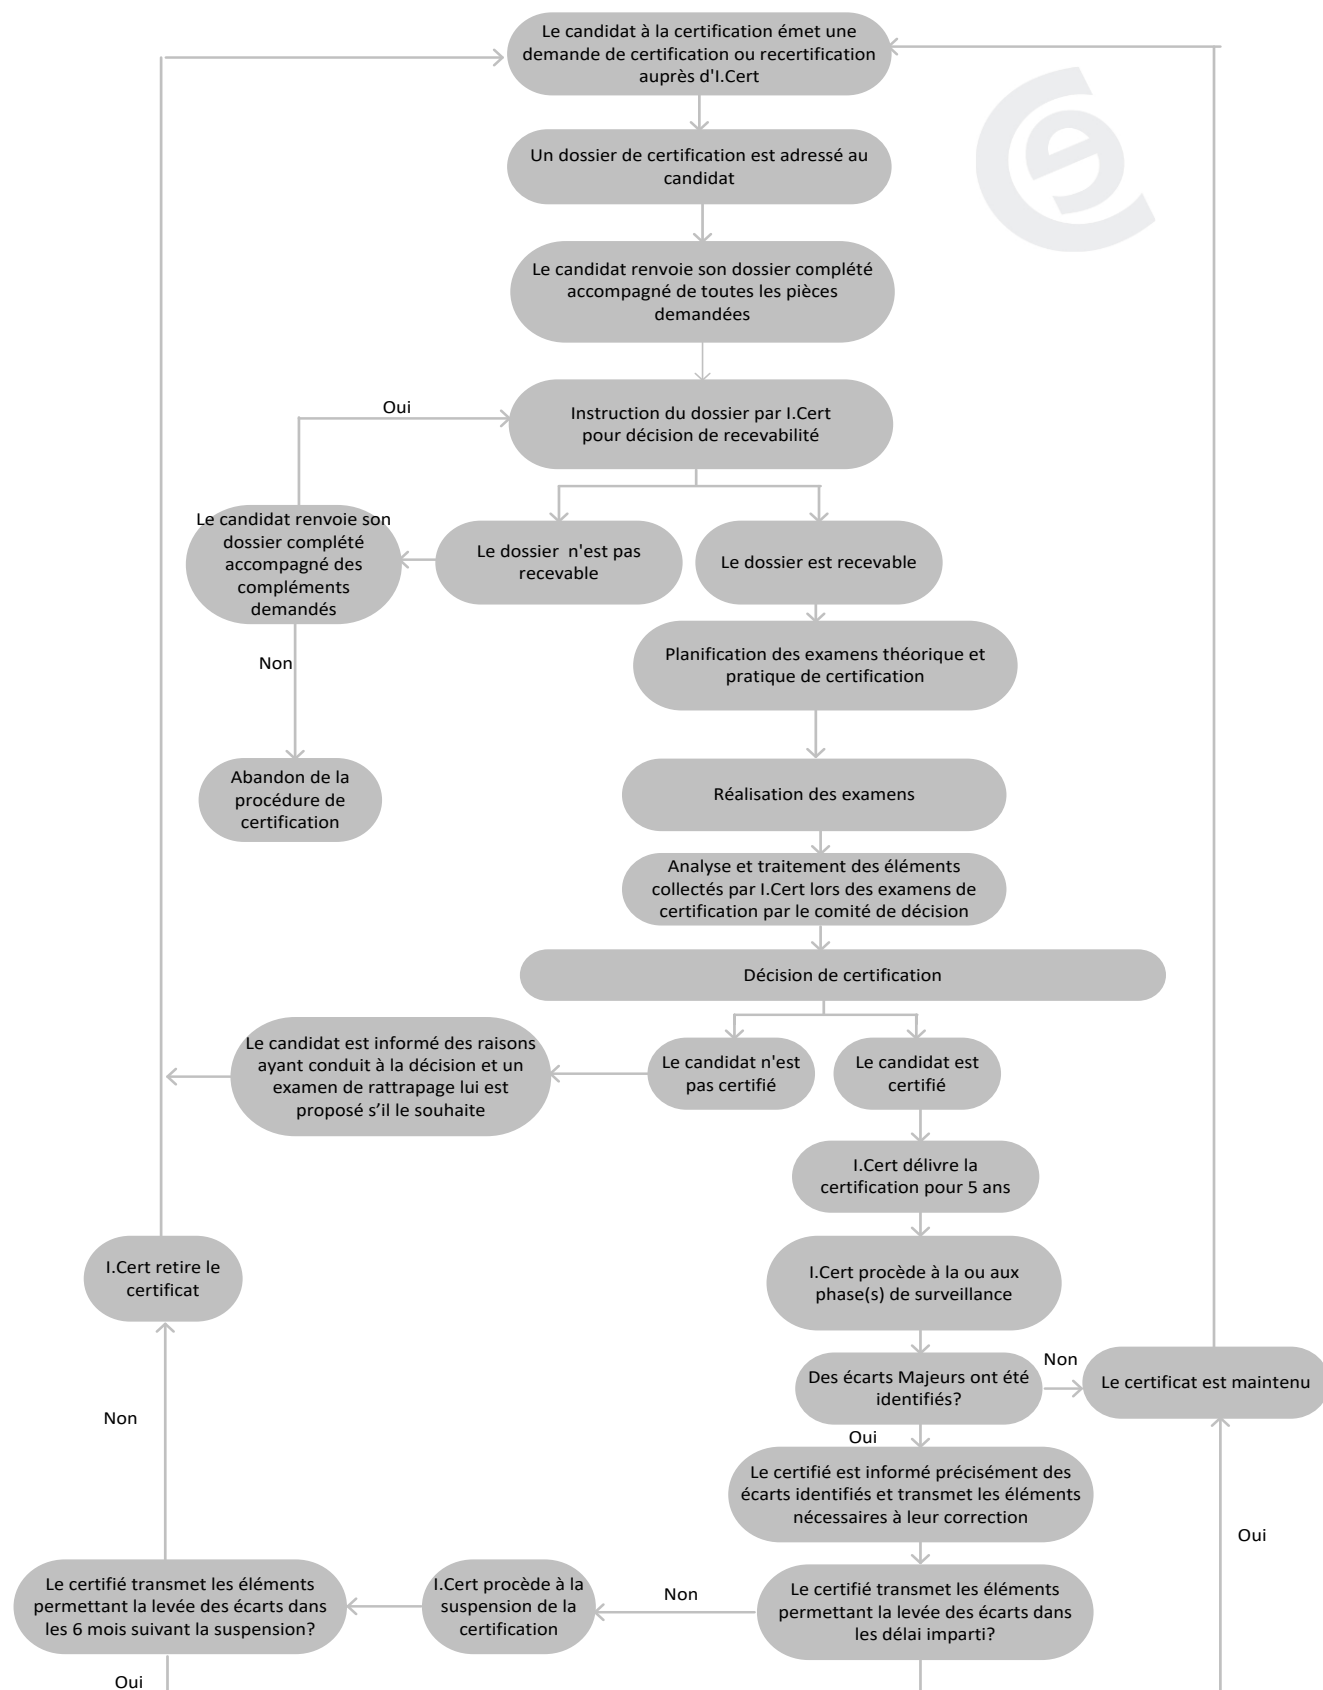 Le candidat à la certification émet une
demande de certification ou recertification
auprès d'I.Cert
Un dossier de certification est adressé au
candidat
Le candidat renvoie son dossier complété
accompagné de toutes les pièces
demandées
Oui
Instruction du dossier par I.Cert
pour décision de recevabilité
Le candidat renvoie son
dossier complété
accompagné des
compléments
demandés
Le dossier n'est pas
recevable
Le dossier est recevable
Non
Planification des examens théorique et
pratique de certification
Abandon de la
procédure de
certification
Réalisation des examens
Analyse et traitement des éléments
collectés par I.Cert lors des examens de
certification par le comité de décision
Décision de certification
Le candidat est informé des raisons
ayant conduit à la décision et un
examen de rattrapage lui est
proposé s’il le souhaite
Le candidat n'est
pas certifié
Le candidat est
certifié
I.Cert délivre la
certification pour 5 ans
I.Cert retire le
certificat
I.Cert procède à la ou aux
phase(s) de surveillance
Des écarts Majeurs ont été
identifiés?
Non
Le certificat est maintenu
Non
Oui
Le certifié est informé précisément des
écarts identifiés et transmet les éléments
nécessaires à leur correction
Oui
Le certifié transmet les éléments
permettant la levée des écarts dans
les 6 mois suivant la suspension?
I.Cert procède à la
suspension de la
certification
Non
Le certifié transmet les éléments
permettant la levée des écarts dans
les délai imparti?
Oui